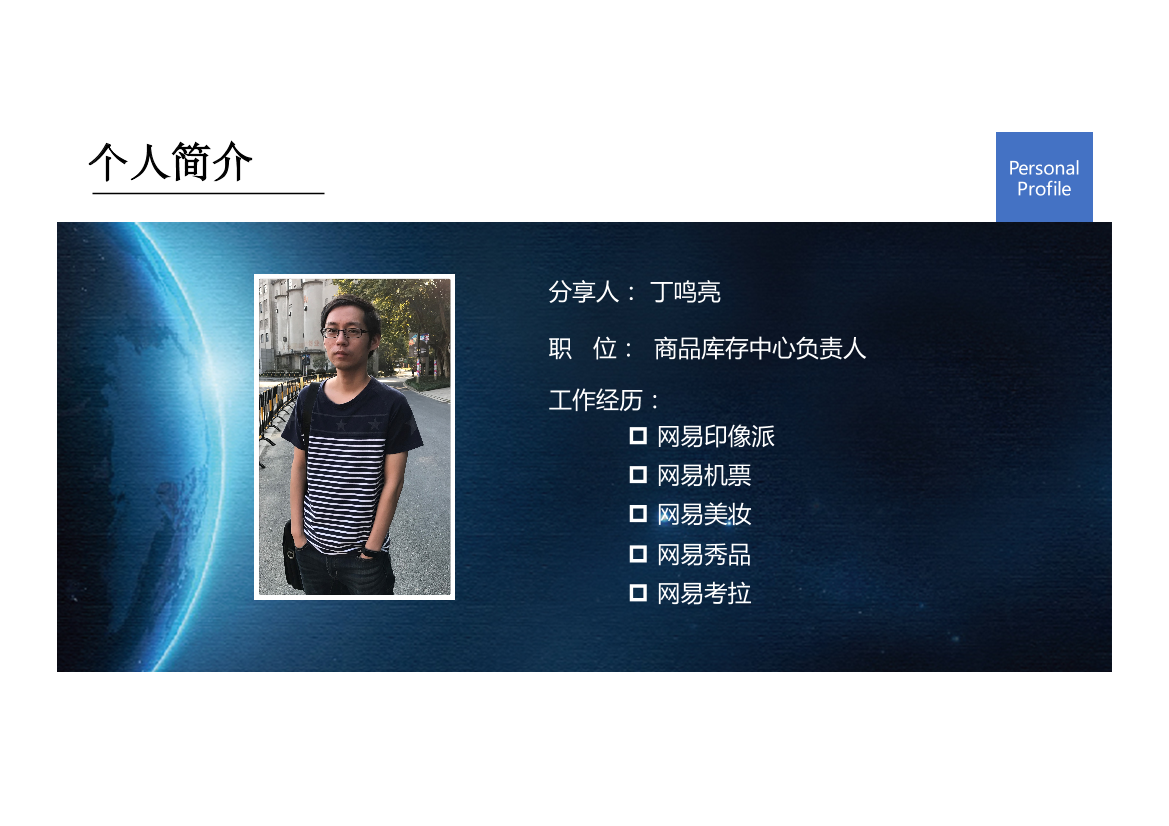 个人简介
Personal
Profile
分享人： 丁鸣亮
职 位： 商品库存中心负责人
工作经历：
网易印像派
网易机票
网易美妆
网易秀品
网易考拉